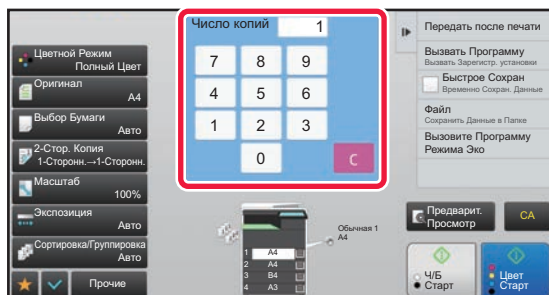 Цветной Режим
Полный Цвет
Оригинал
A4
Выбор Бумаги
Авто
2-Стор. Копия
1-Сторонн.→1-Сторонн.
Масштаб
100%
Экспозиция
Авто
Сортировка/Группировка
Авто
Прочие
Число копий
1
7 8 9
4 5 6
1 2 3
0 C
Обычная 1
A4
1 A4
2 A4
3 B4
4 A3
Передать после печати
Вызвать Программу
Вызвать Зарегистр. установки
Быстрое Сохран
Временно Сохран. Данные
Файл
Сохранить Данные в Папке
Вызовите Программу
Режима Эко
Предварит.
Просмотр
CA
Ч/Б
Старт
Цвет
Старт